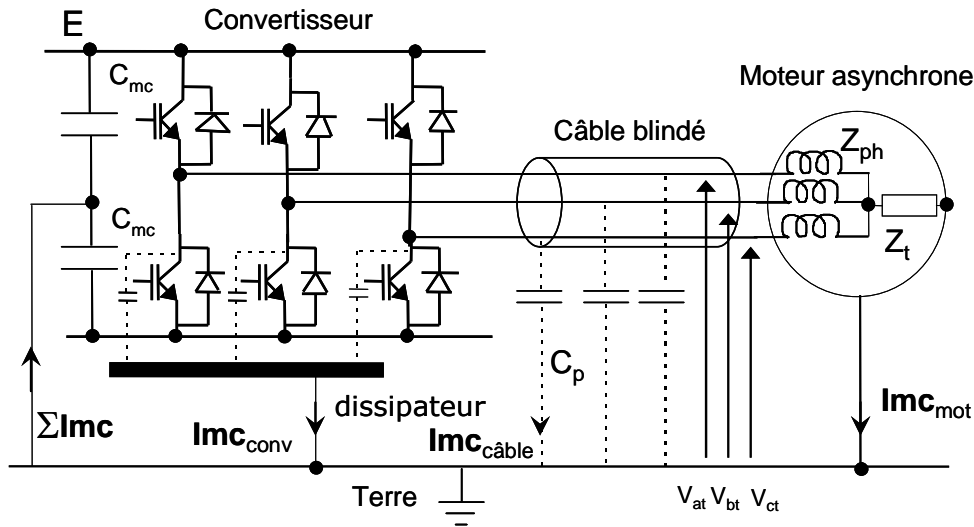 E
Convertisseur
C_mc
Moteur asynchrone
Câble blindé
Z_ph
C_mc
Z_t
C_p
dissipateur
Imc_mot
ΣImc
Imc_conv
Imc_câble
Terre
V_at V_bt V_ct